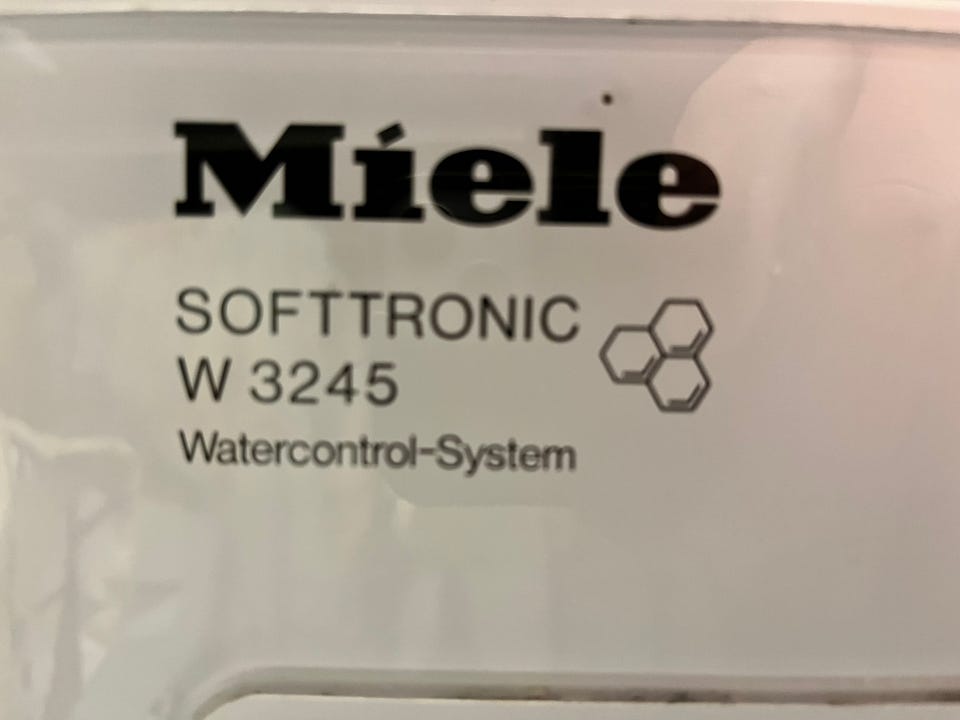 Miele
SOFTTRONIC
W 3245
Watercontrol-System